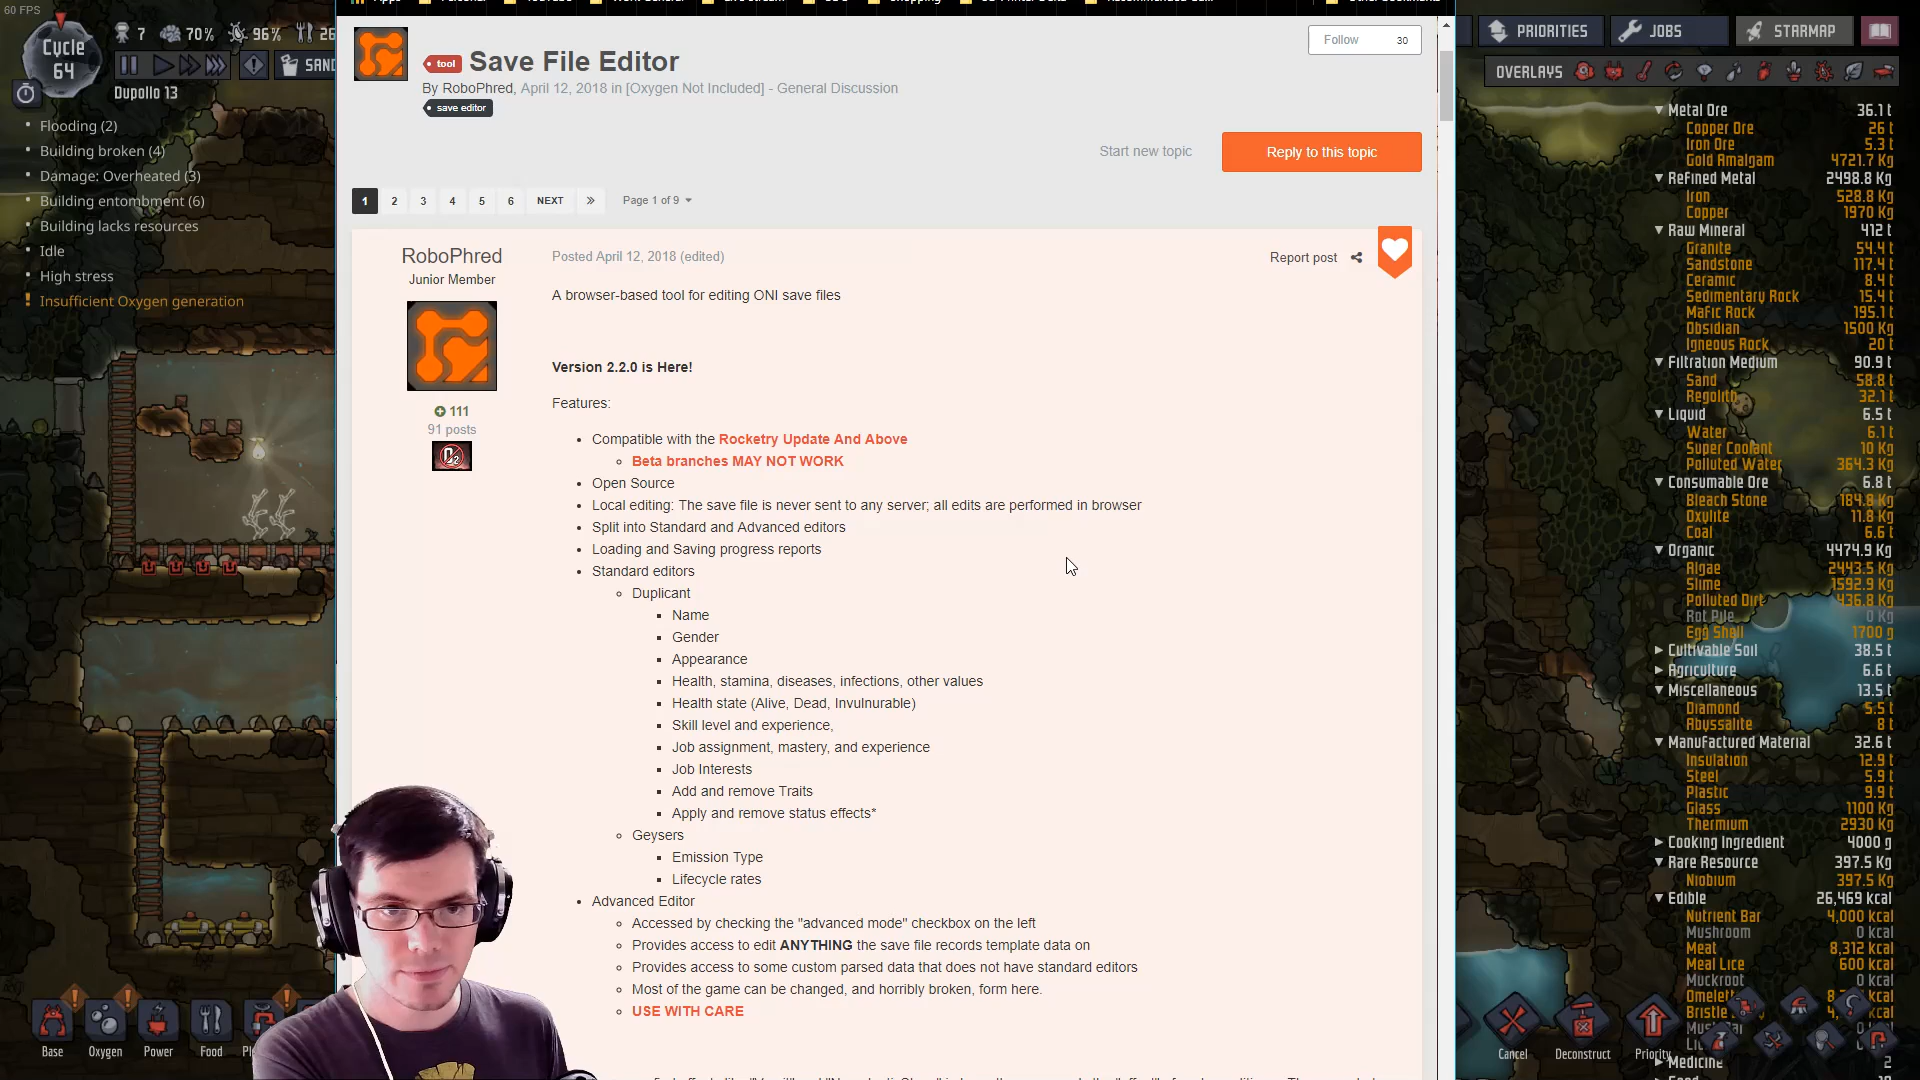 60 FPS
Cycle
64
7
70%
96%
26
SAND
Dupollo 13
Flooding (2)
Building broken (4)
Damage: Overheated (3)
Building entombment (6)
Building lacks resources
Idle
High stress
! Insufficient Oxygen generation
tool
Save File Editor
By RoboPhred, April 12, 2018 in [Oxygen Not Included] - General Discussion
save editor
Follow 30
Start new topic
Reply to this topic
1 2 3 4 5 6 NEXT » Page 1 of 9
RoboPhred
Junior Member
111
91 posts
Posted April 12, 2018 (edited)
Report post
A browser-based tool for editing ONI save files
Version 2.2.0 is Here!
Features:
Compatible with the Rocketry Update And Above
Beta branches MAY NOT WORK
Open Source
Local editing: The save file is never sent to any server; all edits are performed in browser
Split into Standard and Advanced editors
Loading and Saving progress reports
Standard editors
Duplicant
Name
Gender
Appearance
Health, stamina, diseases, infections, other values
Health state (Alive, Dead, Invulnurable)
Skill level and experience,
Job assignment, mastery, and experience
Job Interests
Add and remove Traits
Apply and remove status effects*
Geysers
Emission Type
Lifecycle rates
Advanced Editor
Accessed by checking the "advanced mode" checkbox on the left
Provides access to edit ANYTHING the save file records template data on
Provides access to some custom parsed data that does not have standard editors
Most of the game can be changed, and horribly broken, form here.
USE WITH CARE
PRIORITIES
JOBS
STARMAP
OVERLAYS
Metal Ore 36.1 t
Copper Ore 26 t
Iron Ore 5.3 t
Gold Amalgam 4721.7 Kg
Refined Metal 2498.8 Kg
Iron 528.8 Kg
Copper 1970 Kg
Raw Mineral 412 t
Granite 54.4 t
Sandstone 117.4 t
Ceramic 8.4 t
Sedimentary Rock 15.4 t
Mafic Rock 195.1 t
Obsidian 1500 Kg
Igneous Rock 20 t
Filtration Medium 90.9 t
Sand 58.8 t
Regolith 32.1 t
Liquid 6.5 t
Water 6.1 t
Super Coolant 10 Kg
Polluted Water 364.3 Kg
Consumable Ore 6.8 t
Bleach Stone 184.8 Kg
Oxylite 11.8 Kg
Coal 6.6 t
Organic 4474.9 Kg
Algae 2443.5 Kg
Slime 1592.9 Kg
Polluted Dirt 436.8 Kg
Rot Pile 0 Kg
Egg Shell 1700 g
Cultivable Soil 38.5 t
Agriculture 6.6 t
Miscellaneous 13.5 t
Diamond 5.5 t
Abyssalite 8 t
Manufactured Material 32.6 t
Insulation 12.9 t
Steel 5.9 t
Plastic 9.9 t
Glass 1100 Kg
Thermium 2930 Kg
Cooking Ingredient 4000 g
Rare Resource 397.5 Kg
Niobium 397.5 Kg
Edible 26,469 kcal
Nutrient Bar 4,000 kcal
Mushroom 0 kcal
Meat 8,312 kcal
Meal Lice 600 kcal
Muckroot 0 kcal
Medicine 2
Base
Oxygen
Power
Food
Cancel
Deconstruct
Priority